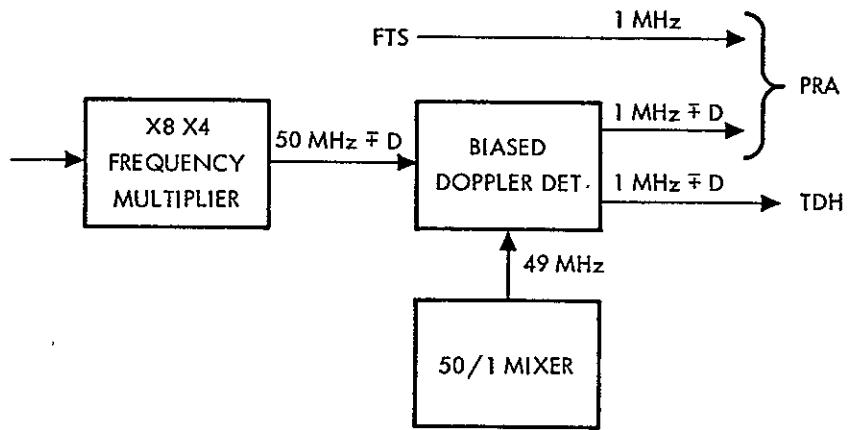 FTS
1 MHz
PRA
X8 X4
FREQUENCY
MULTIPLIER
50 MHz ∓ D
BIASED
DOPPLER DET.
1 MHz ∓ D
1 MHz ∓ D
TDH
49 MHz
50/1 MIXER